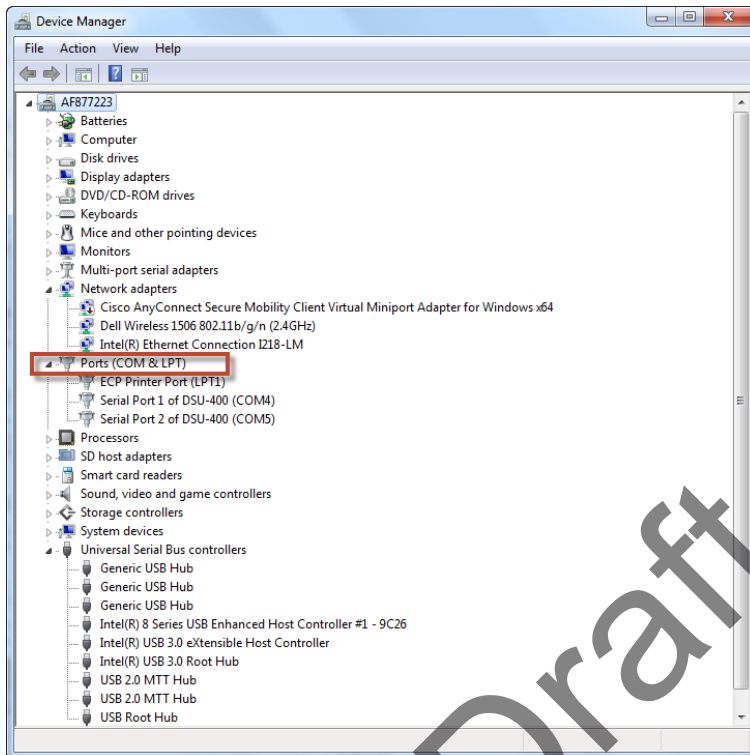 Device Manager
File Action View Help
AF877223
Batteries
Computer
Disk drives
Display adapters
DVD/CD-ROM drives
Keyboards
Mice and other pointing devices
Monitors
Multi-port serial adapters
Network adapters
Cisco AnyConnect Secure Mobility Client Virtual Miniport Adapter for Windows x64
Dell Wireless 1506 802.11b/g/n (2.4GHz)
Intel(R) Ethernet Connection I218-LM
Ports (COM & LPT)
ECP Printer Port (LPT1)
Serial Port 1 of DSU-400 (COM4)
Serial Port 2 of DSU-400 (COM5)
Processors
SD host adapters
Smart card readers
Sound, video and game controllers
Storage controllers
System devices
Universal Serial Bus controllers
Generic USB Hub
Generic USB Hub
Generic USB Hub
Intel(R) 8 Series USB Enhanced Host Controller #1 - 9C26
Intel(R) USB 3.0 eXtensible Host Controller
Intel(R) USB 3.0 Root Hub
USB 2.0 MTT Hub
USB 2.0 MTT Hub
USB Root Hub
Draft